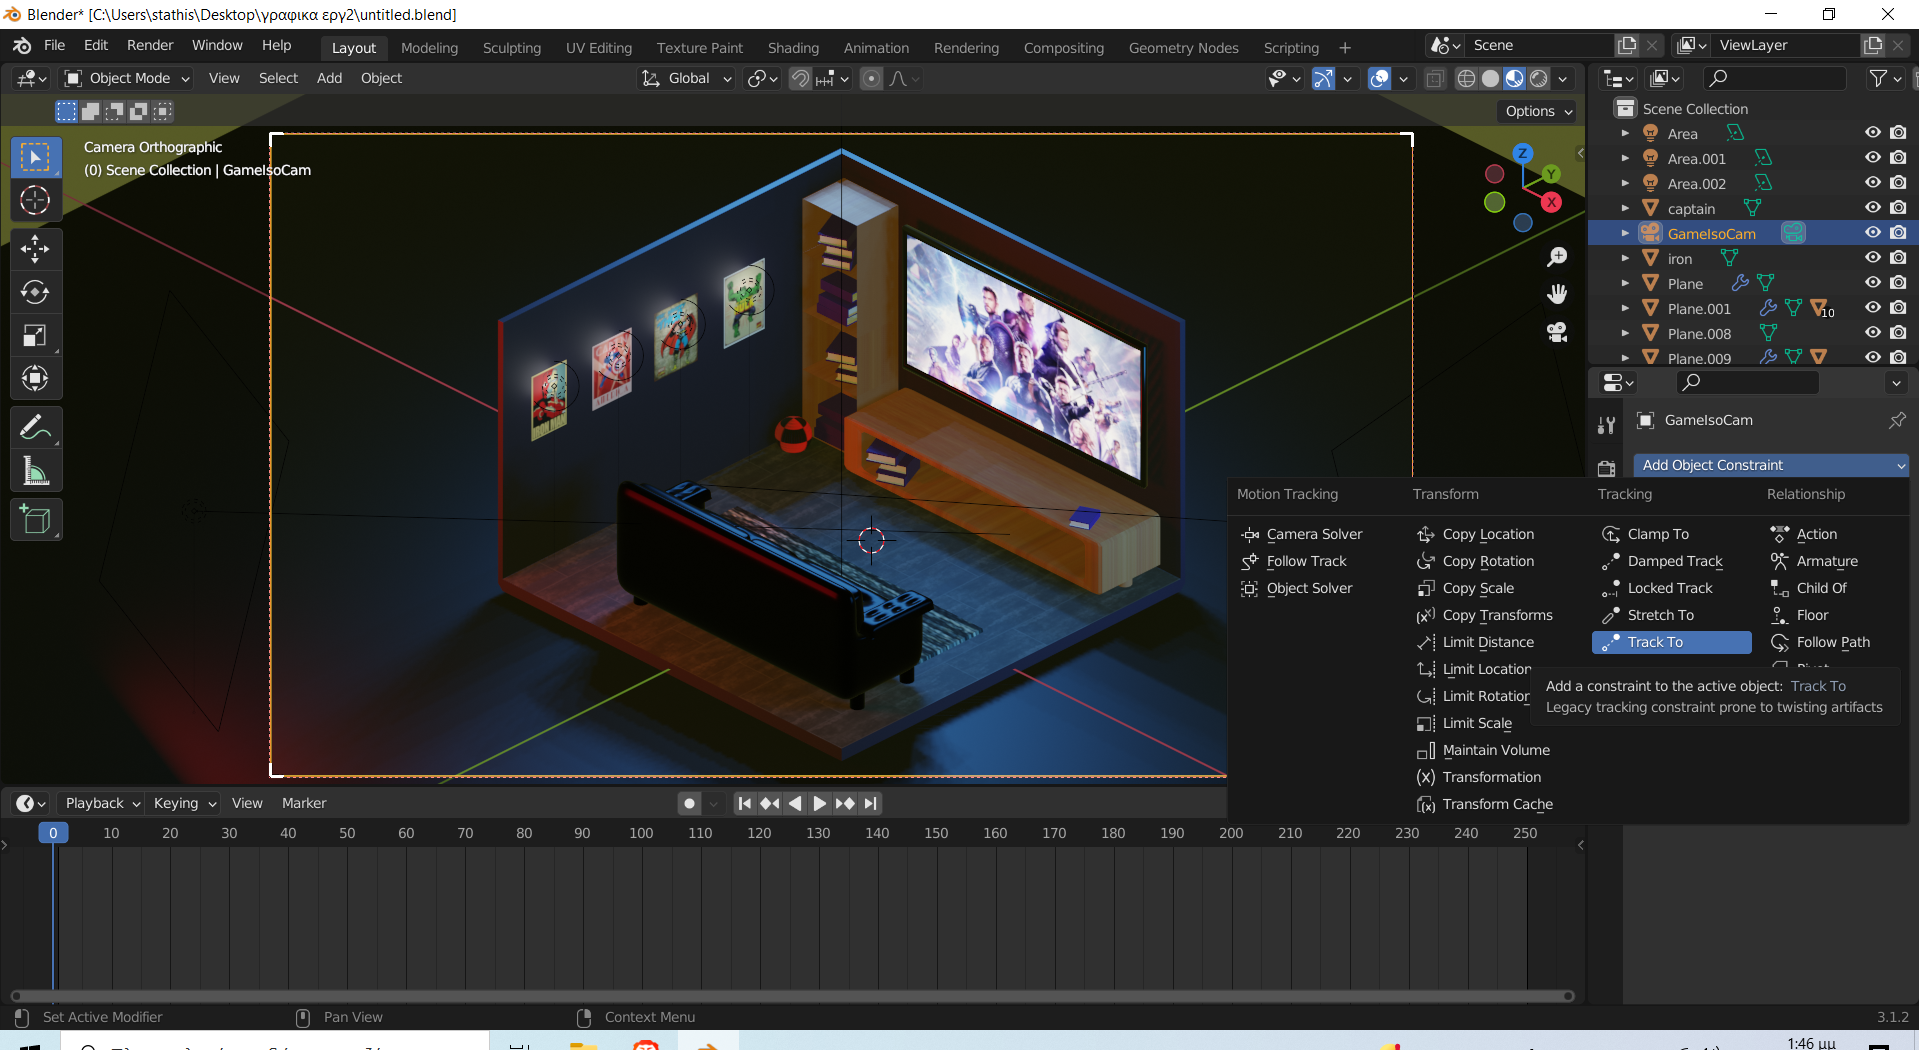 Blender* [C:\Users\stathis\Desktop\γραφικα εργ2\untitled.blend]
File Edit Render Window Help
Layout Modeling Sculpting UV Editing Texture Paint Shading Animation Rendering Compositing Geometry Nodes Scripting
Scene
ViewLayer
Object Mode View Select Add Object
Global
Options
Camera Orthographic
(0) Scene Collection | GameIsoCam
Z
Y
X
Scene Collection
Area
Area.001
Area.002
captain
GameIsoCam
iron
Plane
Plane.001 10
Plane.008
Plane.009
GameIsoCam
Add Object Constraint
Motion Tracking
Camera Solver
Follow Track
Object Solver
Transform
Copy Location
Copy Rotation
Copy Scale
Copy Transforms
Limit Distance
Limit Location
Limit Rotation
Limit Scale
Maintain Volume
Transformation
Transform Cache
Tracking
Clamp To
Damped Track
Locked Track
Stretch To
Track To
Relationship
Action
Armature
Child Of
Floor
Follow Path
Add a constraint to the active object: Track To
Legacy tracking constraint prone to twisting artifacts
Playback Keying View Marker
0 10 20 30 40 50 60 70 80 90 100 110 120 130 140 150 160 170 180 190 200 210 220 230 240 250
Set Active Modifier
Pan View
Context Menu
3.1.2
1:46 μμ